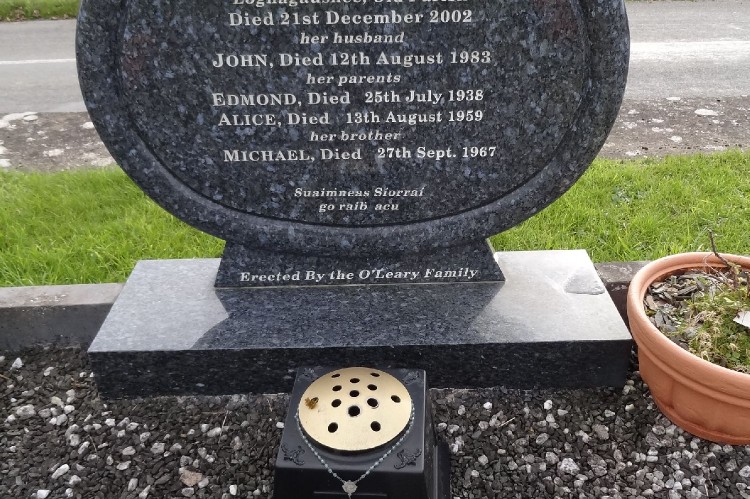 Died 21st December 2002
her husband
JOHN, Died 12th August 1983
her parents
EDMOND, Died 25th July 1938
ALICE, Died 13th August 1959
her brother
MICHAEL, Died 27th Sept. 1967
Suaimneas Síorraí
go raib acu
Erected By the O'Leary Family